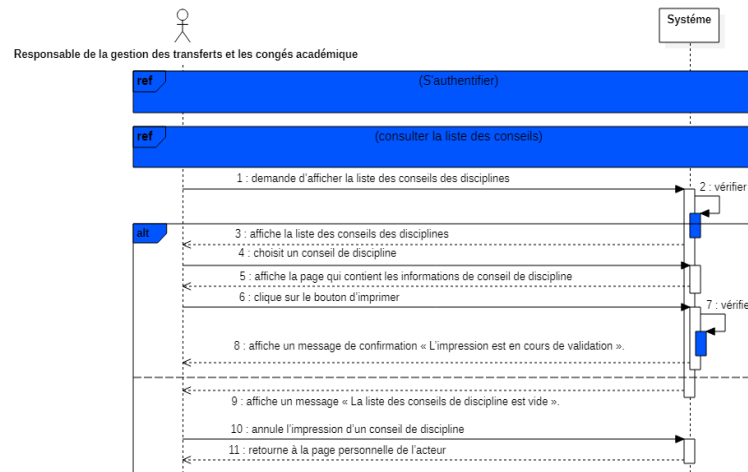 Systéme
Responsable de la gestion des transferts et les congés académique
ref
(S'authentifier)
ref
(consulter la liste des conseils)
1 : demande d'afficher la liste des conseils des disciplines
2 : vérifier
alt
3 : affiche la liste des conseils des disciplines
4 : choisit un conseil de discipline
5 : affiche la page qui contient les informations de conseil de discipline
6 : clique sur le bouton d'imprimer
7 : vérifie
8 : affiche un message de confirmation « L'impression est en cours de validation ».
9 : affiche un message « La liste des conseils de discipline est vide ».
10 : annule l'impression d'un conseil de discipline
11 : retourne à la page personnelle de l'acteur